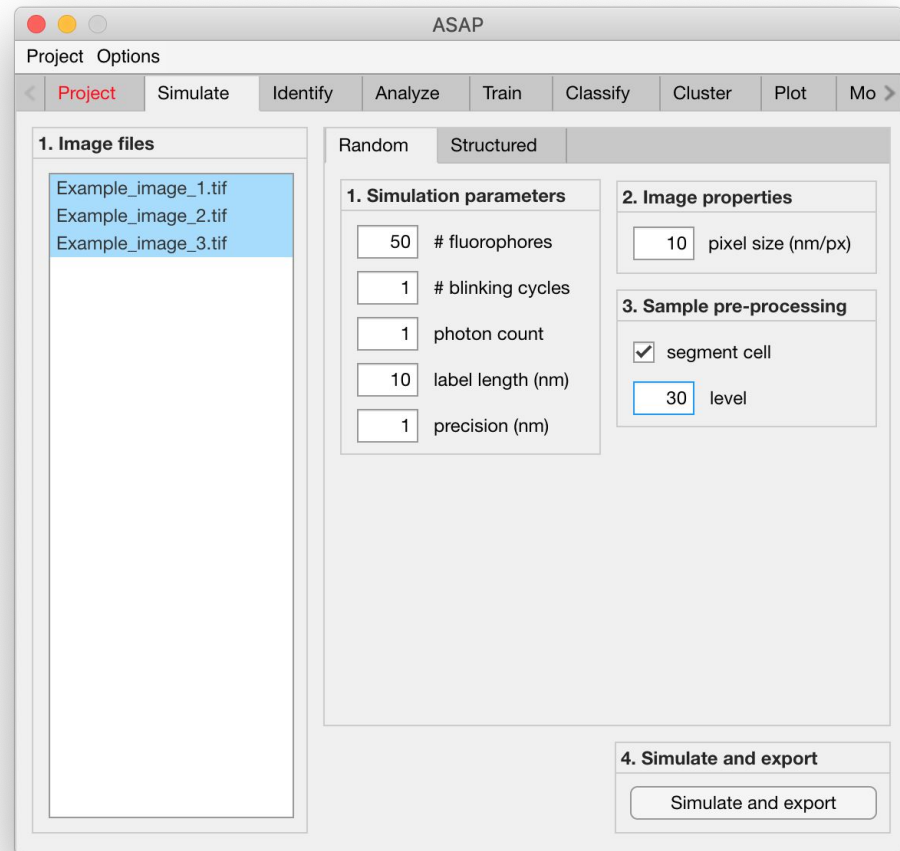 ASAP
Project Options
Project Simulate Identify Analyze Train Classify Cluster Plot Mo
1. Image files
Example_image_1.tif
Example_image_2.tif
Example_image_3.tif
Random Structured
1. Simulation parameters
50 # fluorophores
1 # blinking cycles
1 photon count
10 label length (nm)
1 precision (nm)
2. Image properties
10 pixel size (nm/px)
3. Sample pre-processing
segment cell
30 level
4. Simulate and export
Simulate and export